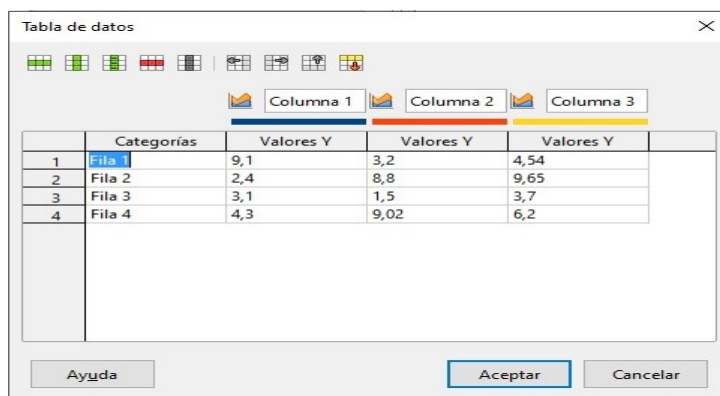 Tabla de datos
Columna 1 Columna 2 Columna 3
Categorías Valores Y Valores Y Valores Y
1 Fila 1 9,1 3,2 4,54
2 Fila 2 2,4 8,8 9,65
3 Fila 3 3,1 1,5 3,7
4 Fila 4 4,3 9,02 6,2
Ayuda Aceptar Cancelar